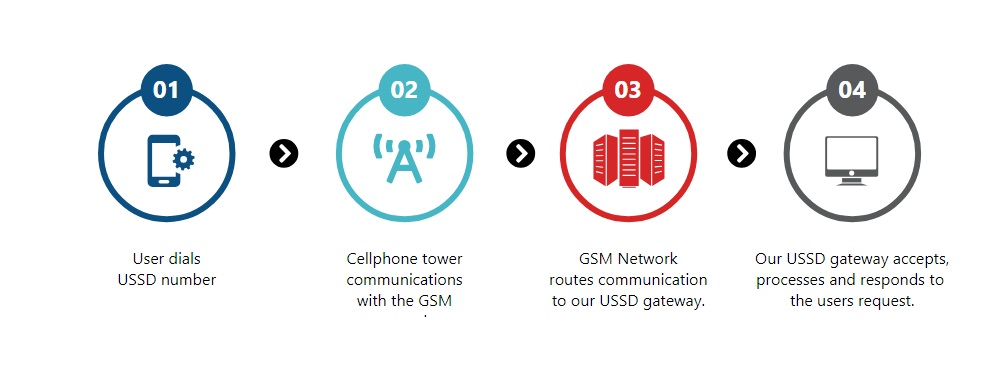 01
02
03
04
User dials
USSD number
Cellphone tower
communications
with the GSM
GSM Network
routes communication
to our USSD gateway.
Our USSD gateway accepts,
processes and responds to
the users request.